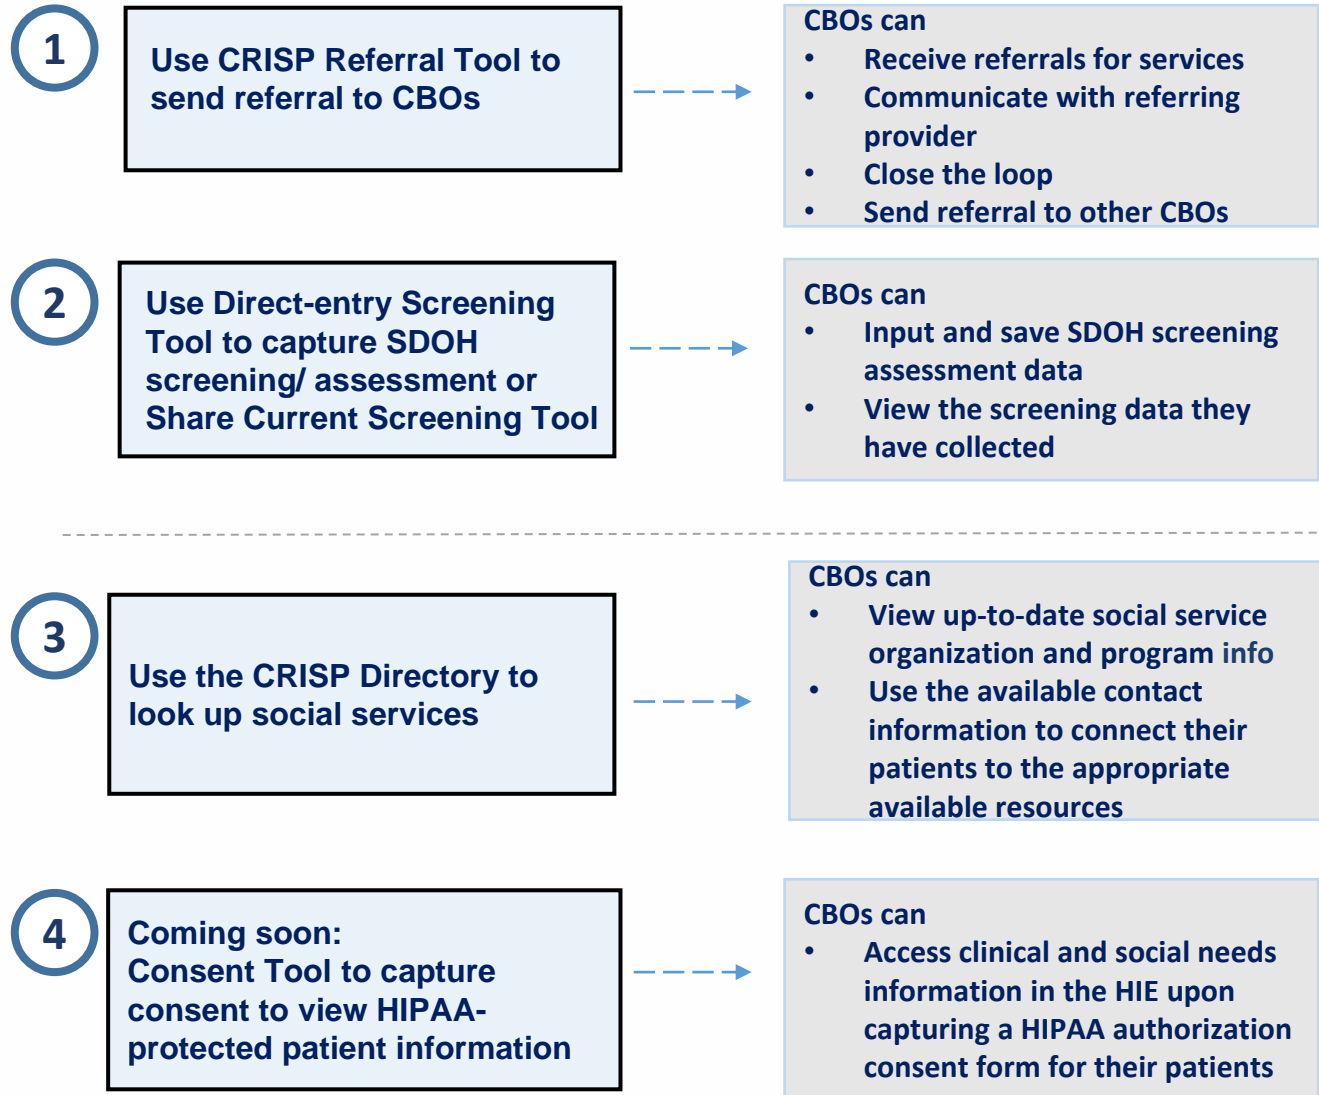 1
Use CRISP Referral Tool to
send referral to CBOs
CBOs can
• Receive referrals for services
• Communicate with referring
provider
• Close the loop
• Send referral to other CBOs
2
Use Direct-entry Screening
Tool to capture SDOH
screening/ assessment or
Share Current Screening Tool
CBOs can
• Input and save SDOH screening
assessment data
• View the screening data they
have collected
3
Use the CRISP Directory to
look up social services
CBOs can
• View up-to-date social service
organization and program info
• Use the available contact
information to connect their
patients to the appropriate
available resources
4
Coming soon:
Consent Tool to capture
consent to view HIPAA-
protected patient information
CBOs can
• Access clinical and social needs
information in the HIE upon
capturing a HIPAA authorization
consent form for their patients